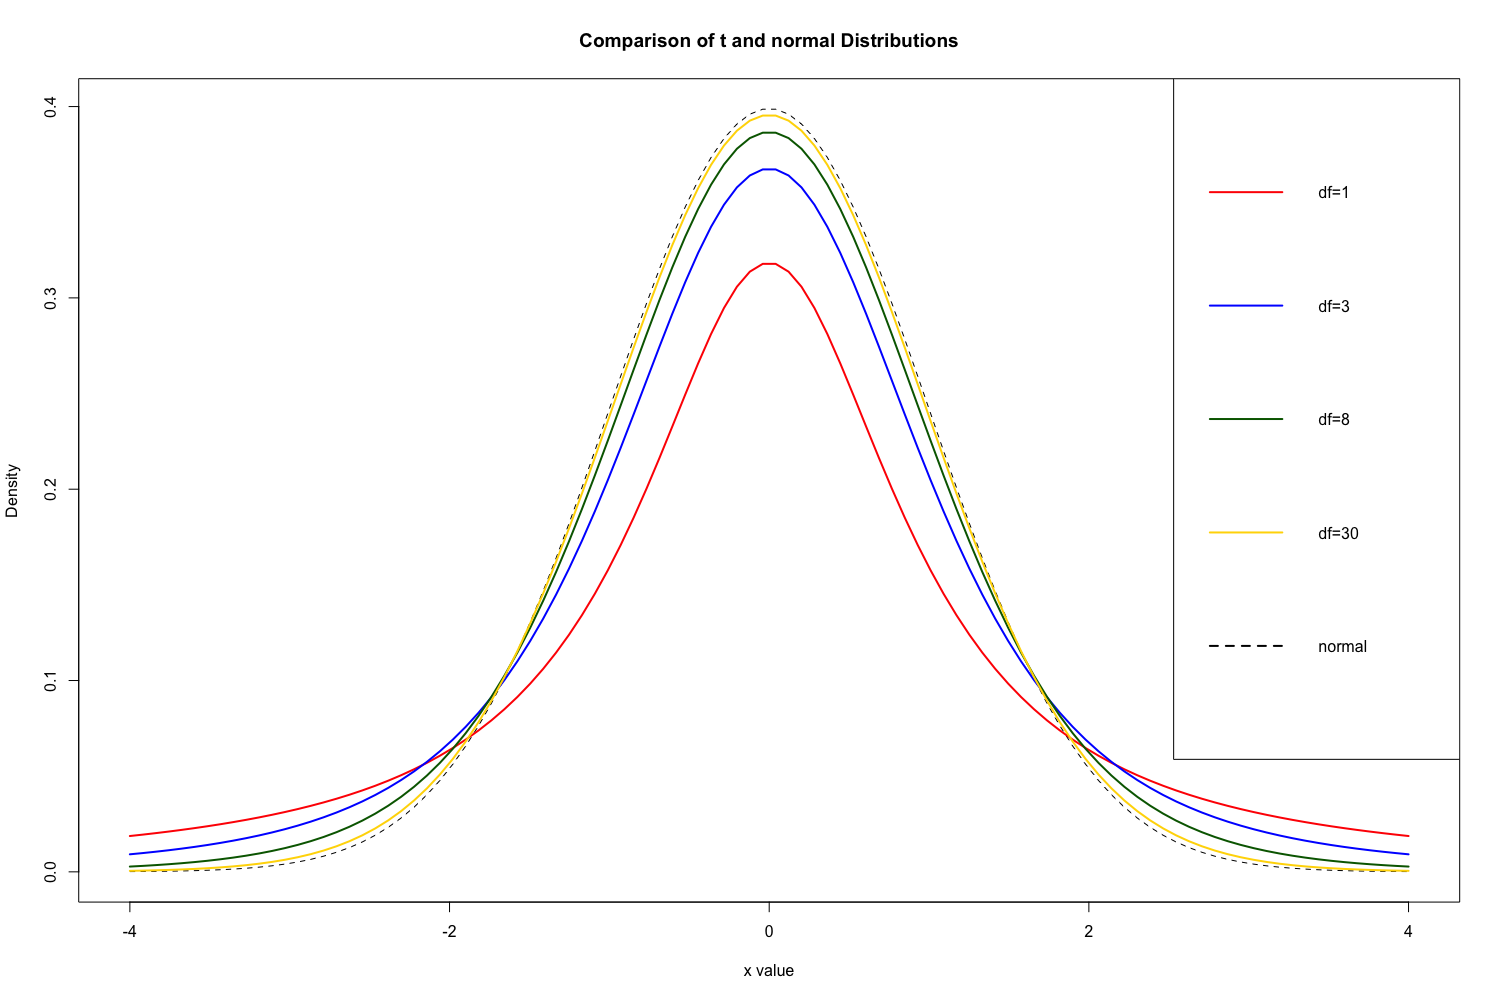 Comparison of t and normal Distributions
Density
0.4
0.3
0.2
0.1
0.0
-4
-2
0
2
4
x value
df=1
df=3
df=8
df=30
normal